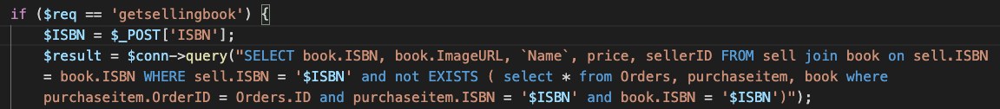 if ($req == 'getsellingbook') {
$ISBN = $_POST['ISBN'];
$result = $conn->query("SELECT book.ISBN, book.ImageURL, `Name`, price, sellerID FROM sell join book on sell.ISBN
= book.ISBN WHERE sell.ISBN = '$ISBN' and not EXISTS ( select * from Orders, purchaseitem, book where
purchaseitem.OrderID = Orders.ID and purchaseitem.ISBN = '$ISBN' and book.ISBN = '$ISBN')");